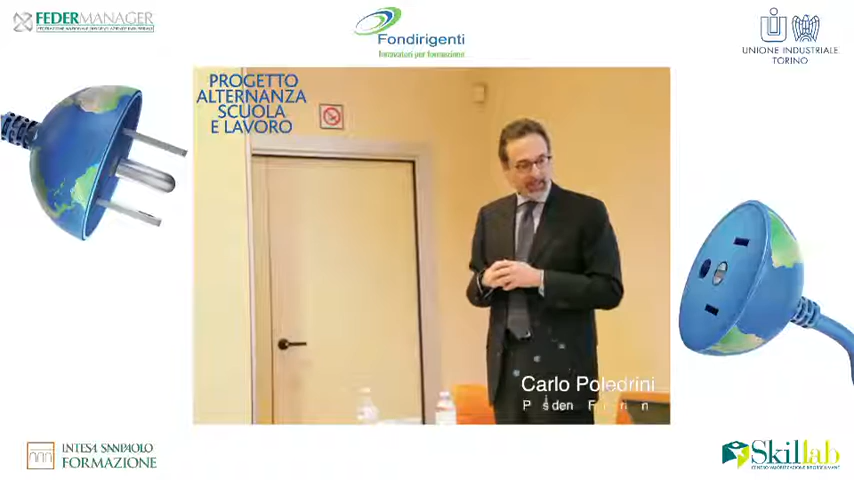 FEDERMANAGER
Fondirigenti
Innovatori per formazione
UNIONE INDUSTRIALE
TORINO
PROGETTO
ALTERNANZA
SCUOLA
E LAVORO
Carlo Poledrini
INTESA SANPAOLO
FORMAZIONE
Skillab